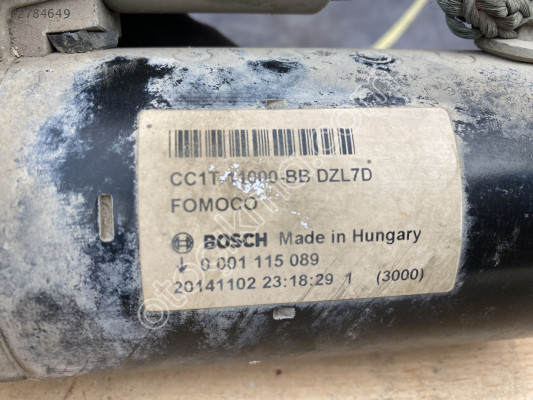 2784649
CC1T-11000-BB DZL7D
FOMOCO
BOSCH Made in Hungary
0 001 115 089
20141102 23:18:29 1 (3000)